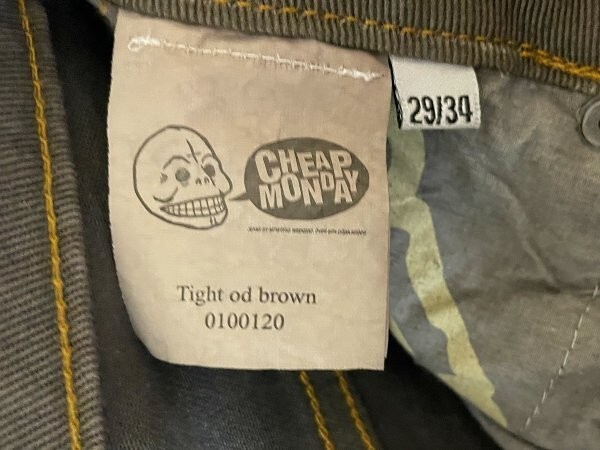 CHEAP
MONDAY
Tight od brown
0100120
29/34